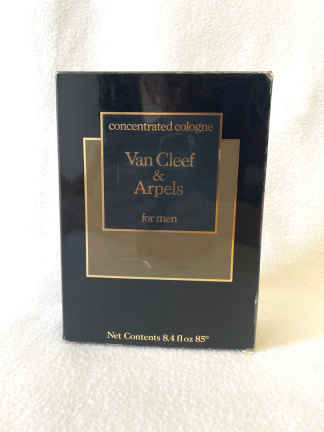 concentrated cologne
Van Cleef
&
Arpels
for men
Net Contents 8.4 fl oz 85°